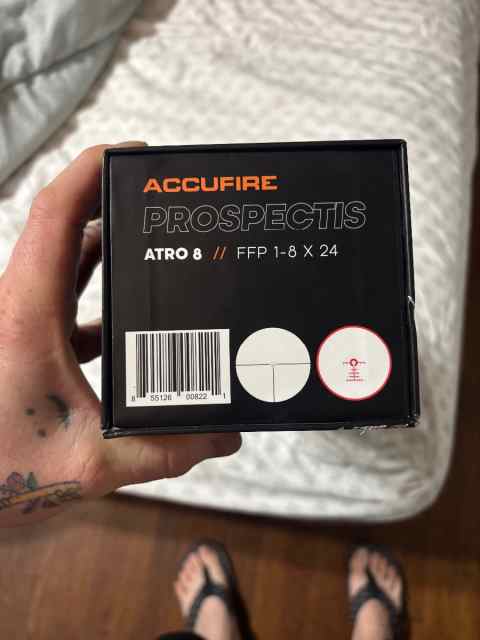 ACCUFIRE
PROSPECTIS
ATRO 8 // FFP 1-8 X 24
8 55126 00822 1